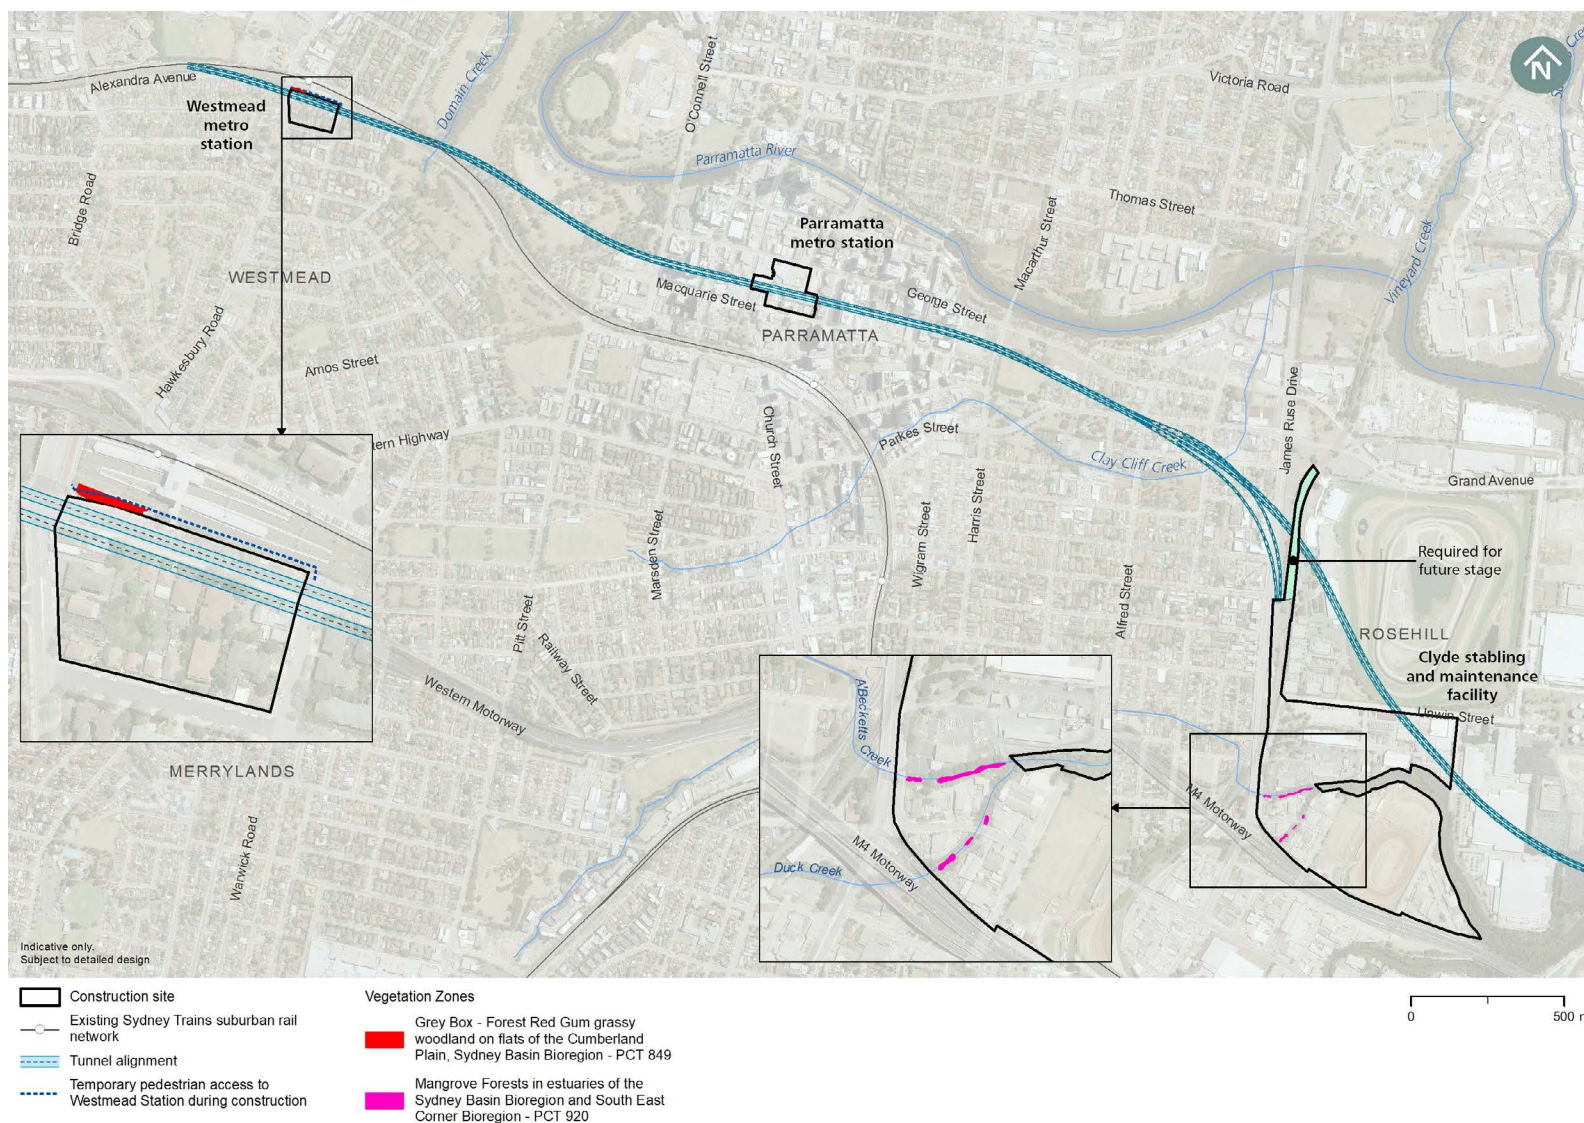 N
Victoria Road
Alexandra Avenue
Westmead
metro
station
Domain Creek
O'Connell Street
Parramatta River
Thomas Street
Bridge Road
Parramatta
metro station
Macarthur Street
Vineyard Creek
WESTMEAD
Macquarie Street
George Street
PARRAMATTA
Hawkesbury Road
Amos Street
James Ruse Drive
Church Street
Parkes Street
tern Highway
Clay Cliff Creek
Grand Avenue
Harris Street
Wigram Street
Marsden Street
Required for
future stage
Alfred Street
Pitt Street
Railway Street
ROSEHILL
Clyde stabling
and maintenance
facility
Unwin Street
Western Motorway
A'Becketts
Creek
MERRYLANDS
M4 Motorway
M4 Motorway
Duck Creek
Warwick Road
Indicative only.
Subject to detailed design
Construction site
Existing Sydney Trains suburban rail
network
Tunnel alignment
Temporary pedestrian access to
Westmead Station during construction
Vegetation Zones
Grey Box - Forest Red Gum grassy
woodland on flats of the Cumberland
Plain, Sydney Basin Bioregion - PCT 849
Mangrove Forests in estuaries of the
Sydney Basin Bioregion and South East
Corner Bioregion - PCT 920
0
500